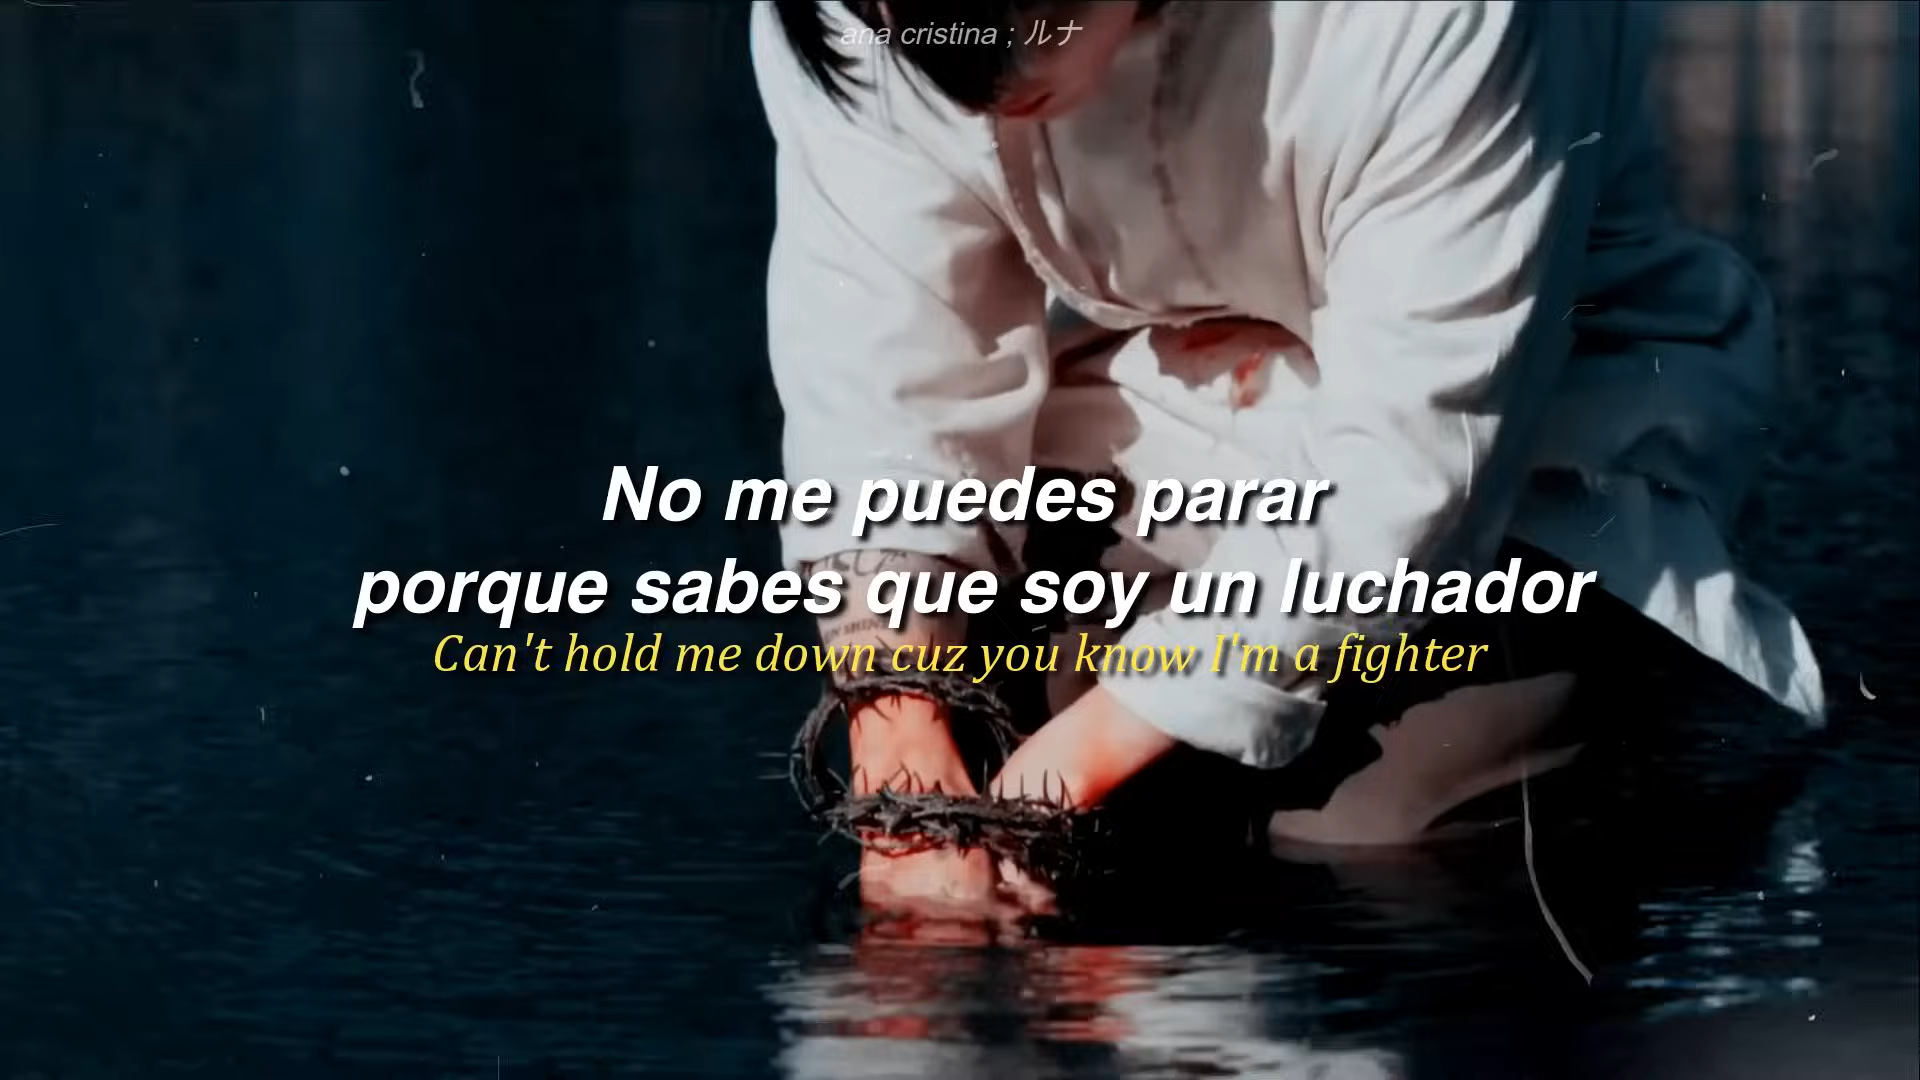 ana cristina ; ルナ
No me puedes parar
porque sabes que soy un luchador
Can't hold me down cuz you know I'm a fighter